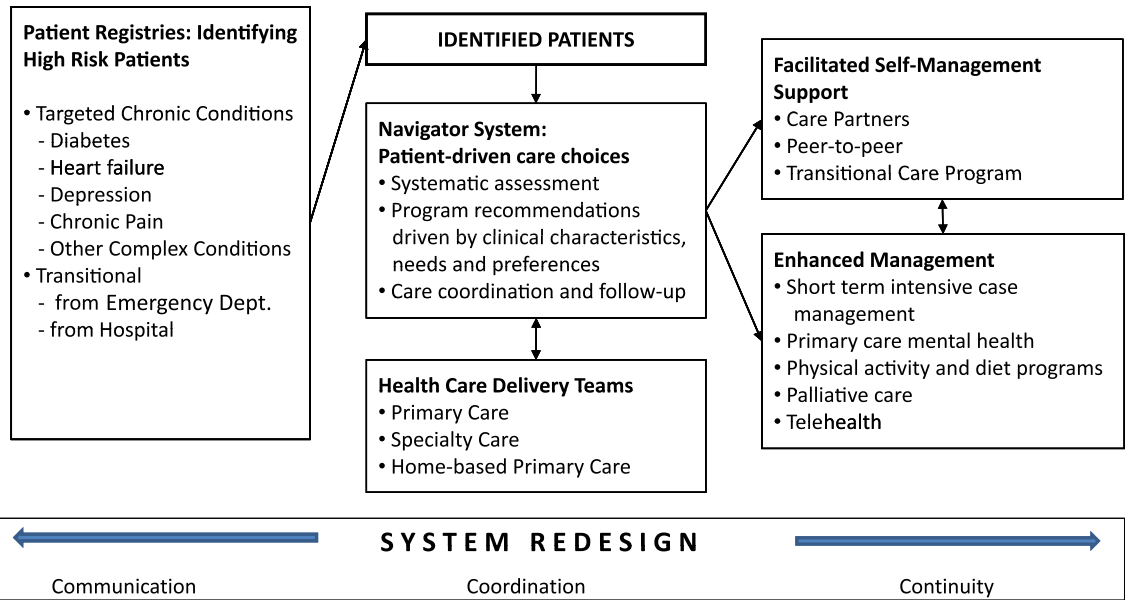 Patient Registries: Identifying
High Risk Patients
• Targeted Chronic Conditions
- Diabetes
- Heart failure
- Depression
- Chronic Pain
- Other Complex Conditions
• Transitional
- from Emergency Dept.
- from Hospital
IDENTIFIED PATIENTS
Navigator System:
Patient-driven care choices
• Systematic assessment
• Program recommendations
driven by clinical characteristics,
needs and preferences
• Care coordination and follow-up
Health Care Delivery Teams
• Primary Care
• Specialty Care
• Home-based Primary Care
Facilitated Self-Management
Support
• Care Partners
• Peer-to-peer
• Transitional Care Program
Enhanced Management
• Short term intensive case
management
• Primary care mental health
• Physical activity and diet programs
• Palliative care
• Telehealth
SYSTEM REDESIGN
Communication
Coordination
Continuity